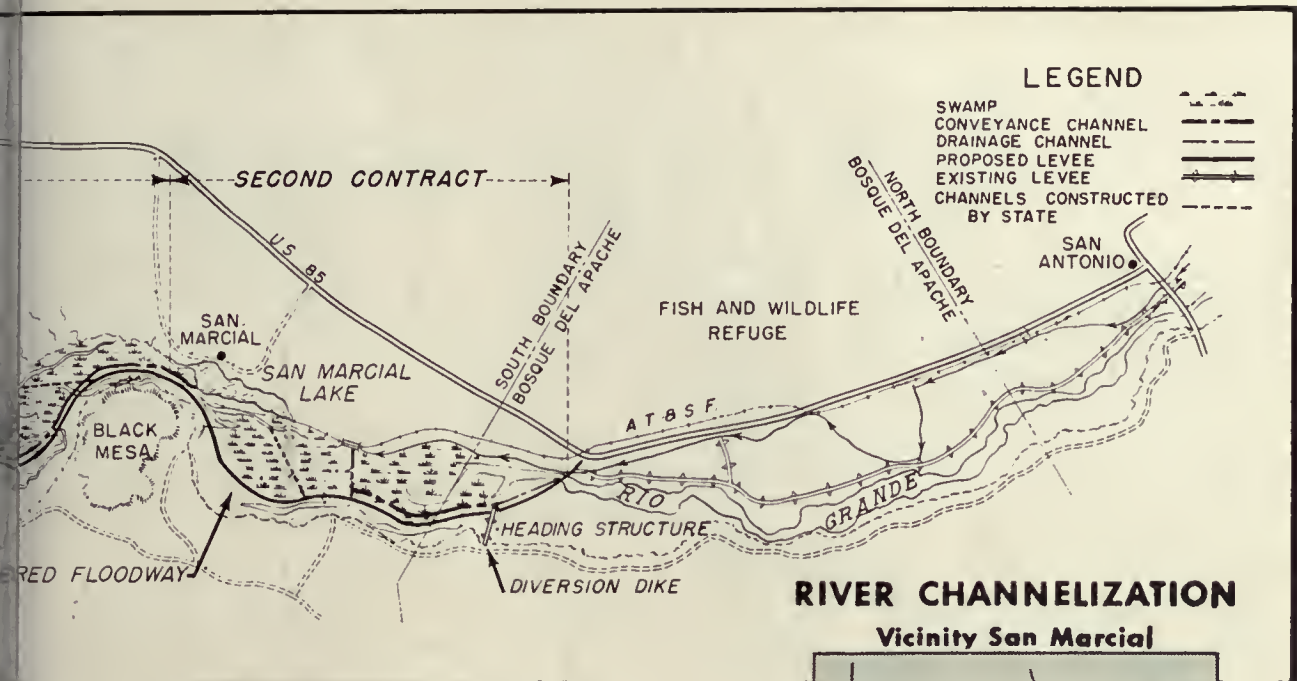 LEGEND
SWAMP
CONVEYANCE CHANNEL
DRAINAGE CHANNEL
PROPOSED LEVEE
EXISTING LEVEE
CHANNELS CONSTRUCTED
BY STATE
SECOND CONTRACT
US 85
SOUTH BOUNDARY
BOSQUE DEL APACHE
NORTH BOUNDARY
BOSQUE DEL APACHE
SAN
ANTONIO
FISH AND WILDLIFE
REFUGE
SAN
MARCIAL
SAN MARCIAL
LAKE
A T & S F
BLACK
MESA
RIO GRANDE
HEADING STRUCTURE
RED FLOODWAY
DIVERSION DIKE
RIVER CHANNELIZATION
Vicinity San Marcial